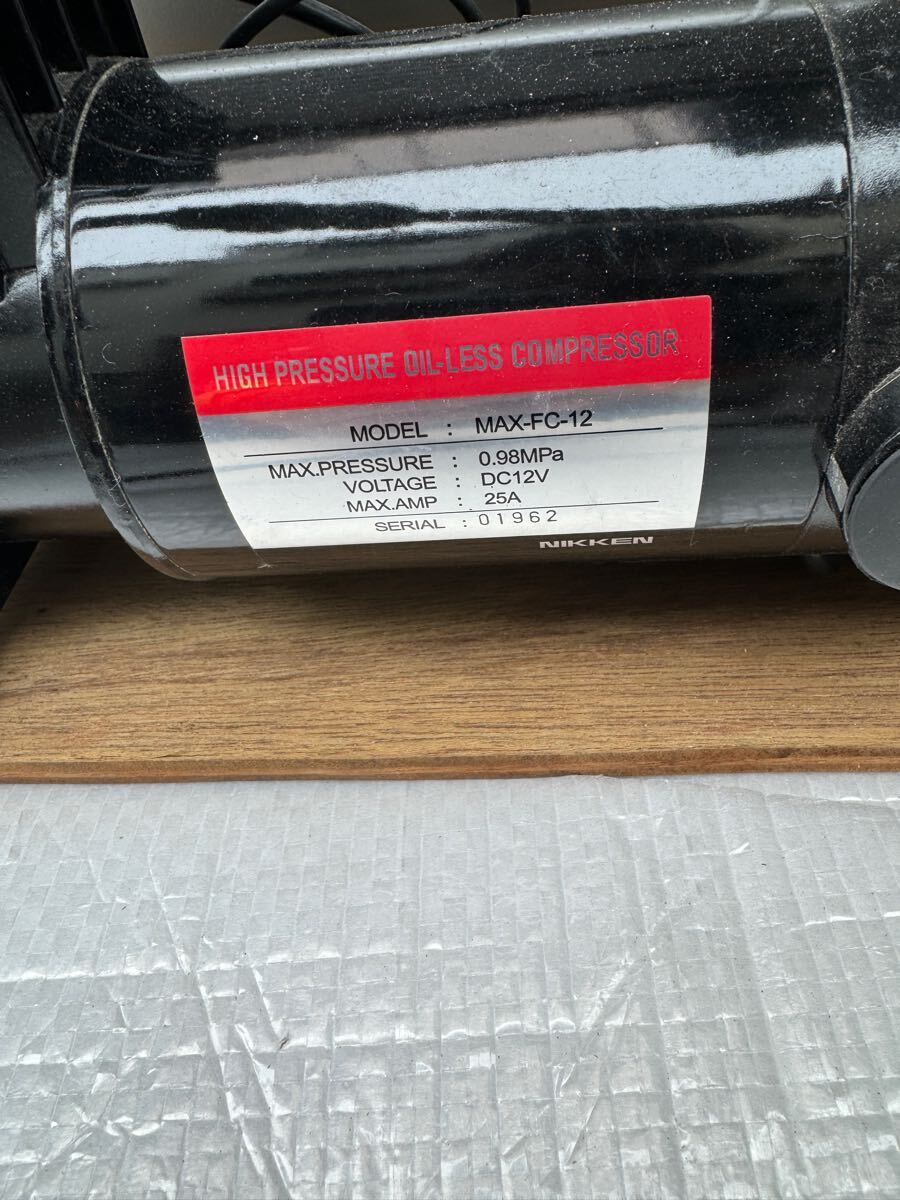 HIGH PRESSURE OIL-LESS COMPRESSOR
MODEL : MAX-FC-12
MAX.PRESSURE : 0.98MPa
VOLTAGE : DC12V
MAX.AMP : 25A
SERIAL : 01962
NIKKEN